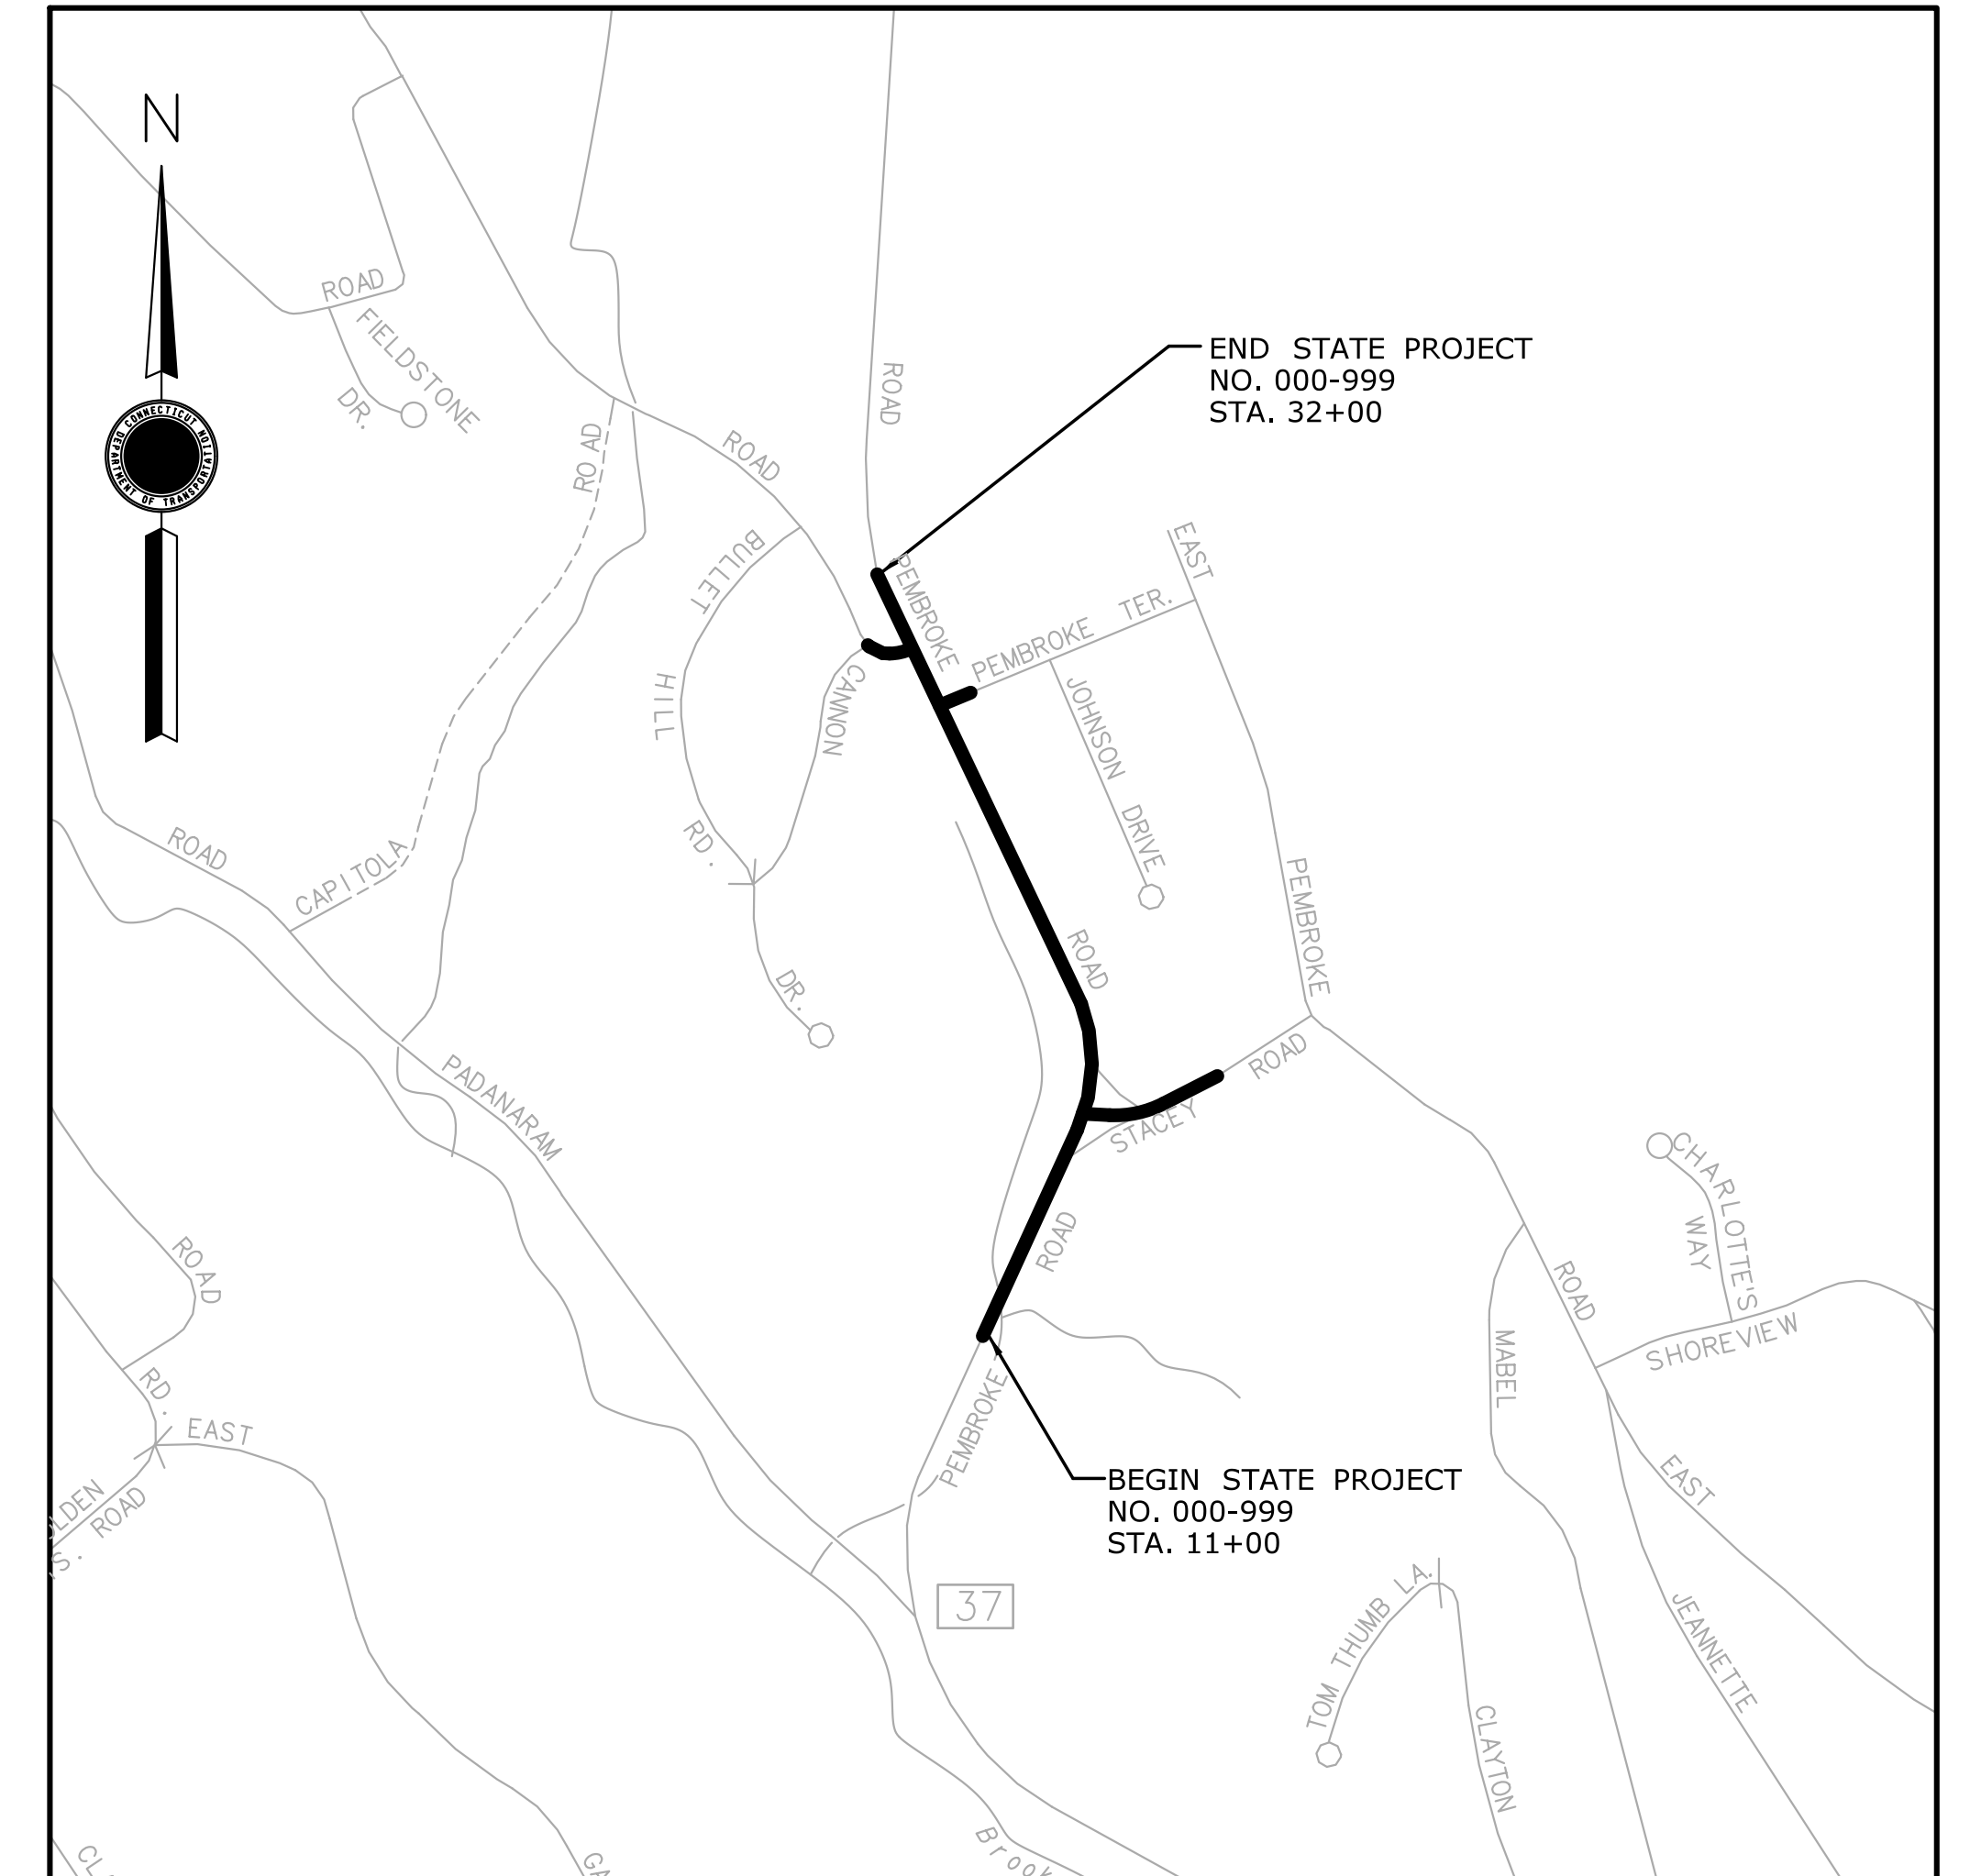 N
CONNECTICUT
DEPARTMENT OF TRANSPORTATION
ROAD
FIELDSTONE
DR.
ROAD
ROAD
ROAD
END STATE PROJECT
NO. 000-999
STA. 32+00
BULLET
HILL
RD.
PEMBROKE
PEMBROKE TER.
EAST
CANNON
DR.
JOHNSON DRIVE
ROAD
CAPITOLA
PEMBROKE
ROAD
PADANARAM
ROAD
STACEY
ROAD
CHARLOTTE'S
WAY
ROAD
ROAD
SHOREVIEW
MABEL
RD.
EAST
PEMBROKE
EAST
BEGIN STATE PROJECT
NO. 000-999
STA. 11+00
S. ROAD
37
TOM THUMB LA.
JEANNETTE
CLAYTON